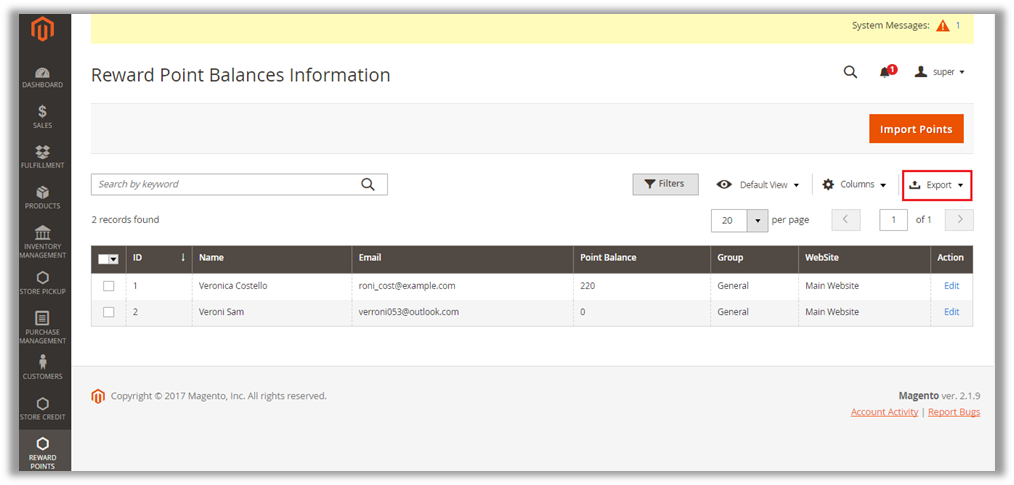 System Messages: 1
Reward Point Balances Information
1 super
Import Points
Search by keyword
Filters Default View Columns Export
2 records found
20 per page 1 of 1
ID Name Email Point Balance Group WebSite Action
1 Veronica Costello roni_cost@example.com 220 General Main Website Edit
2 Veroni Sam verroni053@outlook.com 0 General Main Website Edit
Copyright © 2017 Magento, Inc. All rights reserved.
Magento ver. 2.1.9
Account Activity | Report Bugs
DASHBOARD
$
SALES
FULFILLMENT
PRODUCTS
INVENTORY
MANAGEMENT
STORE PICKUP
PURCHASE
MANAGEMENT
CUSTOMERS
STORE CREDIT
REWARD
POINTS